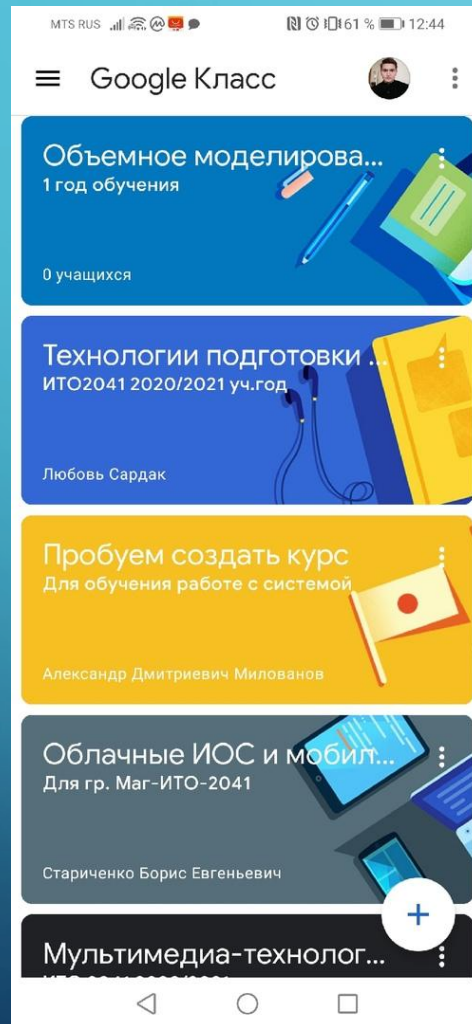 MTS RUS 61 % 12:44
Google Класс
Объемное моделирова...
1 год обучения
0 учащихся
Технологии подготовки ...
ИТО2041 2020/2021 уч.год
Любовь Сардак
Пробуем создать курс
Для обучения работе с системой
Александр Дмитриевич Милованов
Облачные ИОС и мобил...
Для гр. Маг-ИТО-2041
Стариченко Борис Евгеньевич
Мультимедиа-технолог...